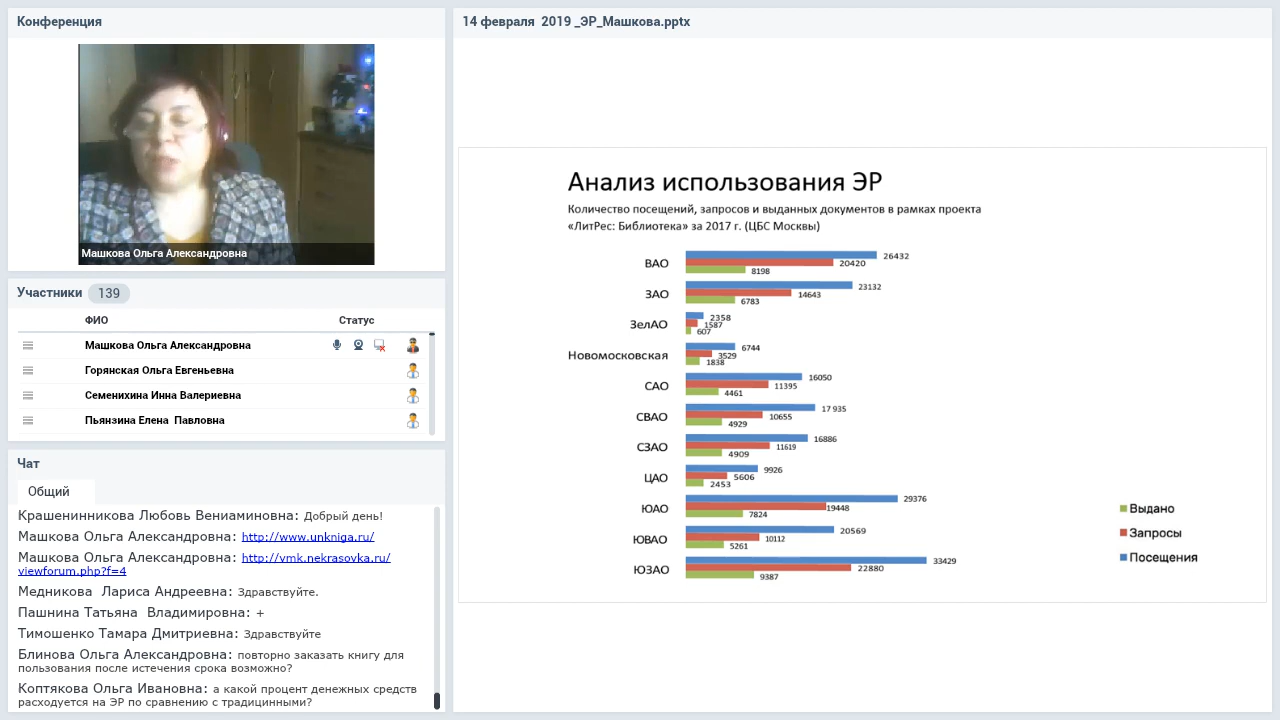 Конференция
Машкова Ольга Александровна
Участники 139
ФИО Статус
Машкова Ольга Александровна
Горянская Ольга Евгеньевна
Семенихина Инна Валериевна
Пьянзина Елена Павловна
Чат
Общий
Крашенинникова Любовь Вениаминовна: Добрый день!
Машкова Ольга Александровна: http://www.unkniga.ru/
Машкова Ольга Александровна: http://vmk.nekrasovka.ru/
viewforum.php?f=4
Медникова Лариса Андреевна: Здравствуйте.
Пашнина Татьяна Владимировна: +
Тимошенко Тамара Дмитриевна: Здравствуйте
Блинова Ольга Александровна: повторно заказать книгу для
пользования после истечения срока возможно?
Коптякова Ольга Ивановна: а какой процент денежных средств
расходуется на ЭР по сравнению с традицинными?
14 февраля 2019 _ЭР_Машкова.pptx
Анализ использования ЭР
Количество посещений, запросов и выданных документов в рамках проекта
«ЛитРес: Библиотека» за 2017 г. (ЦБС Москвы)
26432
ВАО 20420
8198
23132
ЗАО 14643
6783
2358
ЗелАО 1587
607
6744
Новомосковская 3529
1838
16050
САО 11395
4461
17 935
СВАО 10655
4929
16886
СЗАО 11619
4909
9926
ЦАО 5606
2453
29376
ЮАО 19448
7824
20569
ЮВАО 10112
5261
33429
ЮЗАО 22880
9387
Выдано
Запросы
Посещения